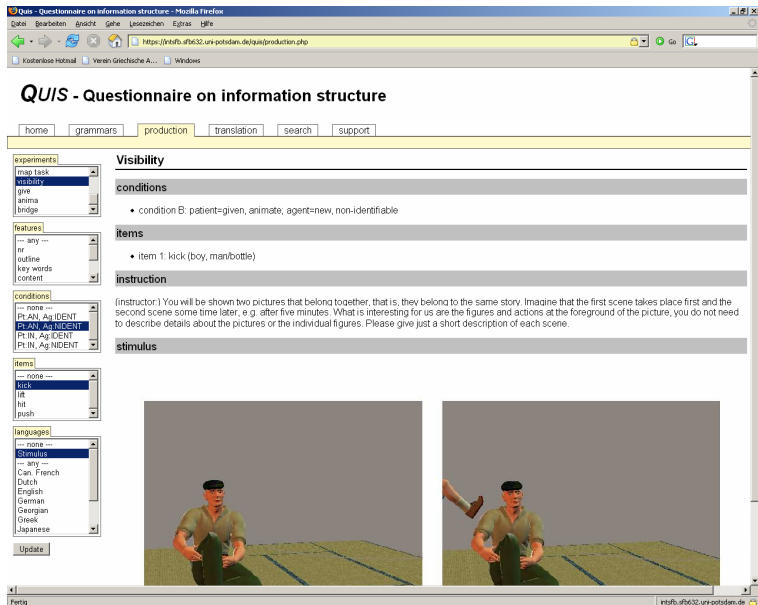 Quis - Questionnaire on information structure - Mozilla Firefox
Datei Bearbeiten Ansicht Gehe Lesezeichen Extras Hilfe
https://intsfb.sfb632.uni-potsdam.de/quis/production.php
Go
Kostenlose Hotmail Verein Griechische A... Windows
QUIS - Questionnaire on information structure
home grammars production translation search support
experiments
map task
visibility
give
anima
bridge
features
--- any ---
nr
outline
key words
content
conditions
--- none ---
Pt:AN, Ag:IDENT
Pt:AN, Ag:NIDENT
Pt:IN, Ag:IDENT
Pt:IN, Ag:NIDENT
items
--- none ---
kick
lift
hit
push
languages
--- none ---
Stimulus
--- any ---
Can. French
Dutch
English
German
Georgian
Greek
Japanese
Update
Visibility
conditions
condition B: patient=given, animate; agent=new, non-identifiable
items
item 1: kick (boy, man/bottle)
instruction
(instructor:) You will be shown two pictures that belong together, that is, they belong to the same story. Imagine that the first scene takes place first and the
second scene some time later, e.g. after five minutes. What is interesting for us are the figures and actions at the foreground of the picture, you do not need
to describe details about the pictures or the individual figures. Please give just a short description of each scene.
stimulus
Fertig
intsfb.sfb632.uni-potsdam.de